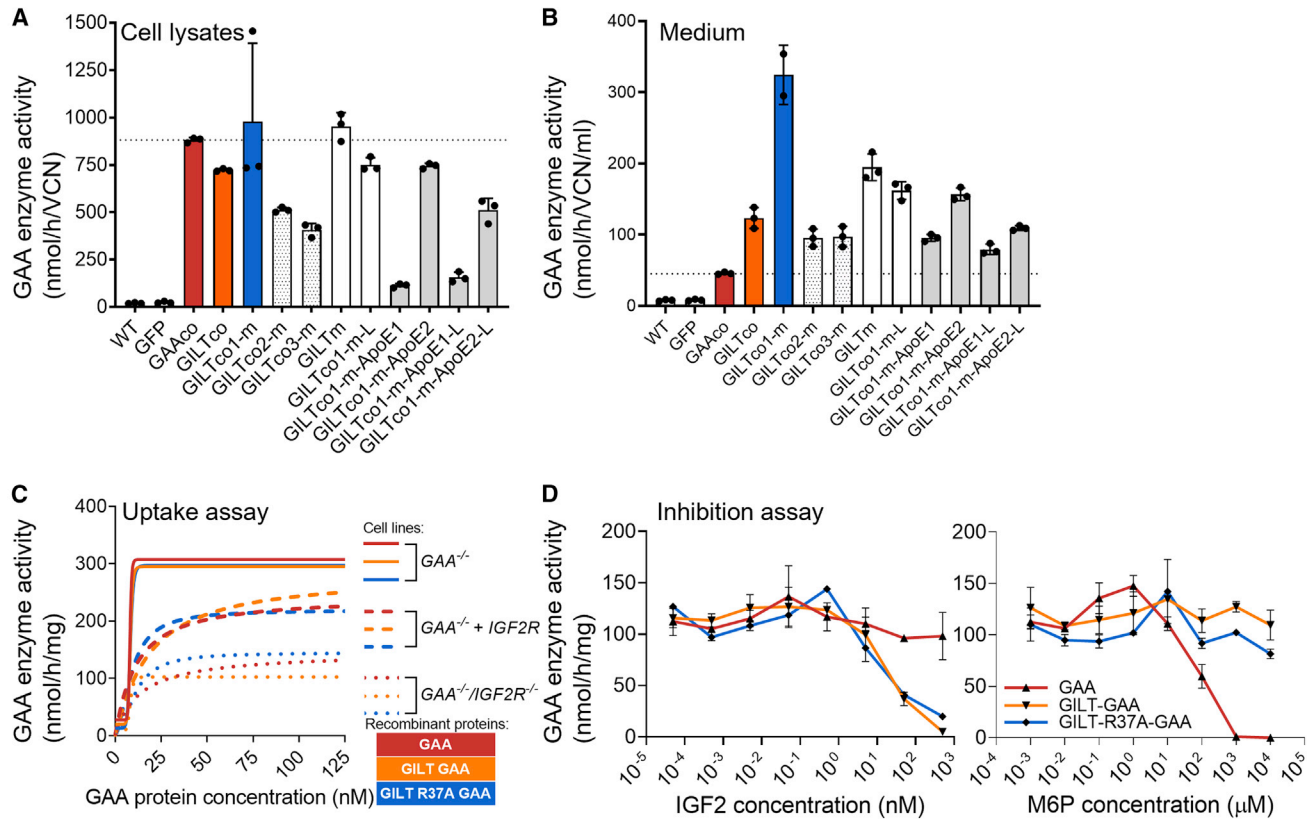 A
Cell lysates
GAA enzyme activity
(nmol/h/VCN)
1500
1250
1000
750
500
250
0
WT
GFP
GAAco
GILTco
GILTco1-m
GILTco2-m
GILTco3-m
GILTm
GILTco1-m-L
GILTco1-m-ApoE1
GILTco1-m-ApoE2
GILTco1-m-ApoE1-L
GILTco1-m-ApoE2-L
B
Medium
GAA enzyme activity
(nmol/h/VCN/ml)
400
300
200
100
0
WT
GFP
GAAco
GILTco
GILTco1-m
GILTco2-m
GILTco3-m
GILTm
GILTco1-m-L
GILTco1-m-ApoE1
GILTco1-m-ApoE2
GILTco1-m-ApoE1-L
GILTco1-m-ApoE2-L
C
Uptake assay
GAA enzyme activity
(nmol/h/mg)
400
300
200
100
0
0 25 50 75 100 125
GAA protein concentration (nM)
Cell lines:
GAA-/-
GAA-/- + IGF2R
GAA-/-/IGF2R-/-
Recombinant proteins:
GAA
GILT GAA
GILT R37A GAA
D
Inhibition assay
GAA enzyme activity
(nmol/h/mg)
200
150
100
50
0
10-5 10-4 10-3 10-2 10-1 100 101 102 103
IGF2 concentration (nM)
200
150
100
50
0
GAA
GILT-GAA
GILT-R37A-GAA
10-4 10-3 10-2 10-1 100 101 102 103 104 105
M6P concentration (µM)